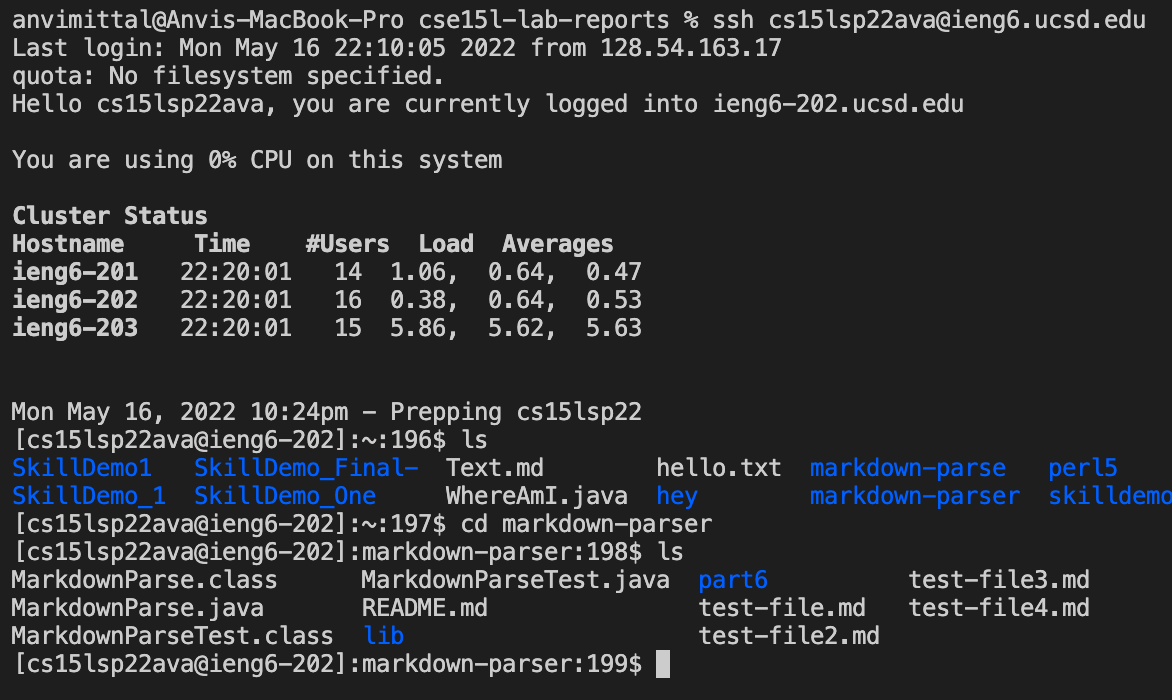 anvimittal@Anvis-MacBook-Pro cse15l-lab-reports % ssh cs15lsp22ava@ieng6.ucsd.edu
Last login: Mon May 16 22:10:05 2022 from 128.54.163.17
quota: No filesystem specified.
Hello cs15lsp22ava, you are currently logged into ieng6-202.ucsd.edu
You are using 0% CPU on this system
Cluster Status
Hostname     Time    #Users  Load  Averages
ieng6-201   22:20:01   14  1.06,  0.64,  0.47
ieng6-202   22:20:01   16  0.38,  0.64,  0.53
ieng6-203   22:20:01   15  5.86,  5.62,  5.63
Mon May 16, 2022 10:24pm - Prepping cs15lsp22
[cs15lsp22ava@ieng6-202]:~:196$ ls
SkillDemo1   SkillDemo_Final-  Text.md        hello.txt  markdown-parse   perl5
SkillDemo_1  SkillDemo_One     WhereAmI.java  hey        markdown-parser  skilldemo
[cs15lsp22ava@ieng6-202]:~:197$ cd markdown-parser
[cs15lsp22ava@ieng6-202]:markdown-parser:198$ ls
MarkdownParse.class      MarkdownParseTest.java  part6          test-file3.md
MarkdownParse.java       README.md               test-file.md   test-file4.md
MarkdownParseTest.class  lib                     test-file2.md
[cs15lsp22ava@ieng6-202]:markdown-parser:199$